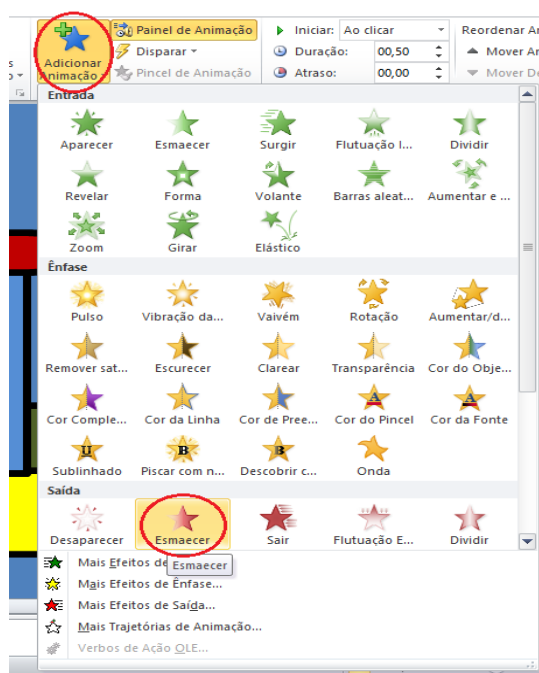 Painel de Animação Iniciar: Ao clicar Reordenar An
Disparar Duração: 00,50 Mover An
Adicionar Animação Pincel de Animação Atraso: 00,00 Mover De
Entrada
Aparecer Esmaecer Surgir Flutuação I... Dividir
Revelar Forma Volante Barras aleat... Aumentar e ...
Zoom Girar Elástico
Ênfase
Pulso Vibração da... Vaivém Rotação Aumentar/d...
Remover sat... Escurecer Clarear Transparência Cor do Obje...
Cor Comple... Cor da Linha Cor de Pree... Cor do Pincel Cor da Fonte
Sublinhado Piscar com n... Descobrir c... Onda
Saída
Desaparecer Esmaecer Sair Flutuação E... Dividir
Mais Efeitos de Esmaecer
Mais Efeitos de Ênfase...
Mais Efeitos de Saída...
Mais Trajetórias de Animação...
Verbos de Ação OLE...